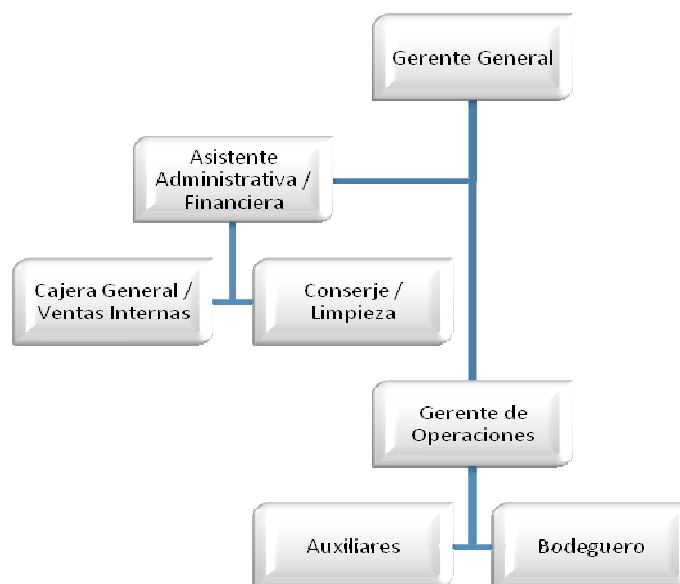 Gerente General
Asistente
Administrativa /
Financiera
Cajera General /
Ventas Internas
Conserje /
Limpieza
Gerente de
Operaciones
Auxiliares
Bodeguero